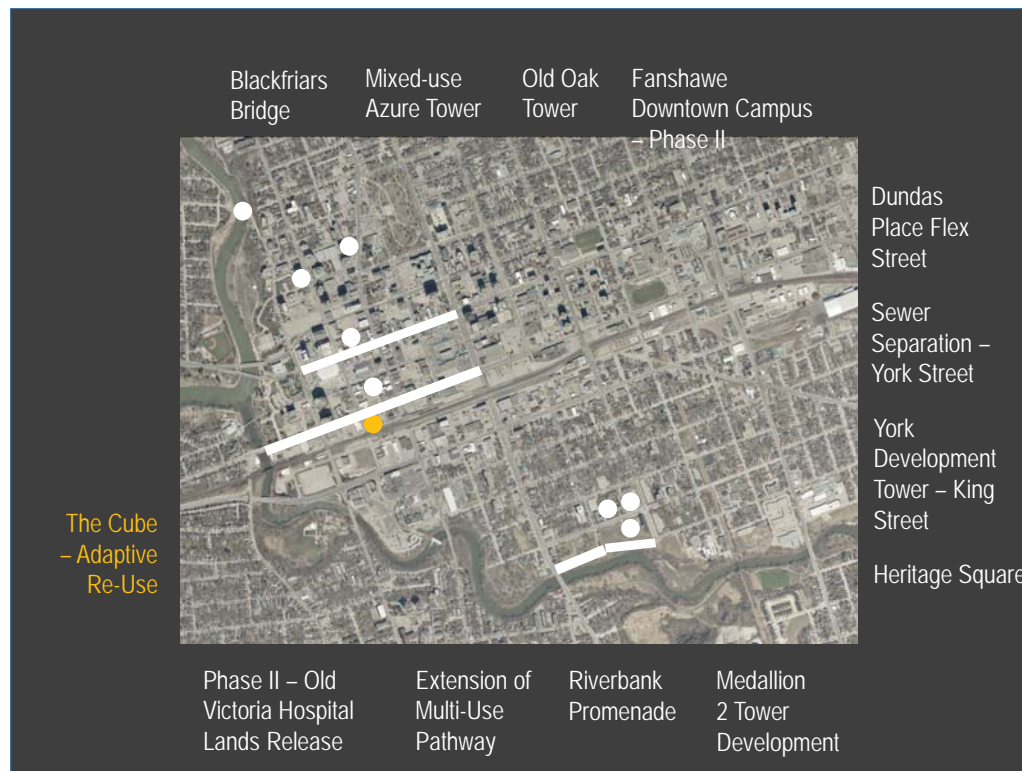 Blackfriars
Bridge
Mixed-use
Azure Tower
Old Oak
Tower
Fanshawe
Downtown Campus
– Phase II
Dundas
Place Flex
Street
Sewer
Separation –
York Street
York
Development
Tower – King
Street
Heritage Square
The Cube
– Adaptive
Re-Use
Phase II – Old
Victoria Hospital
Lands Release
Extension of
Multi-Use
Pathway
Riverbank
Promenade
Medallion
2 Tower
Development